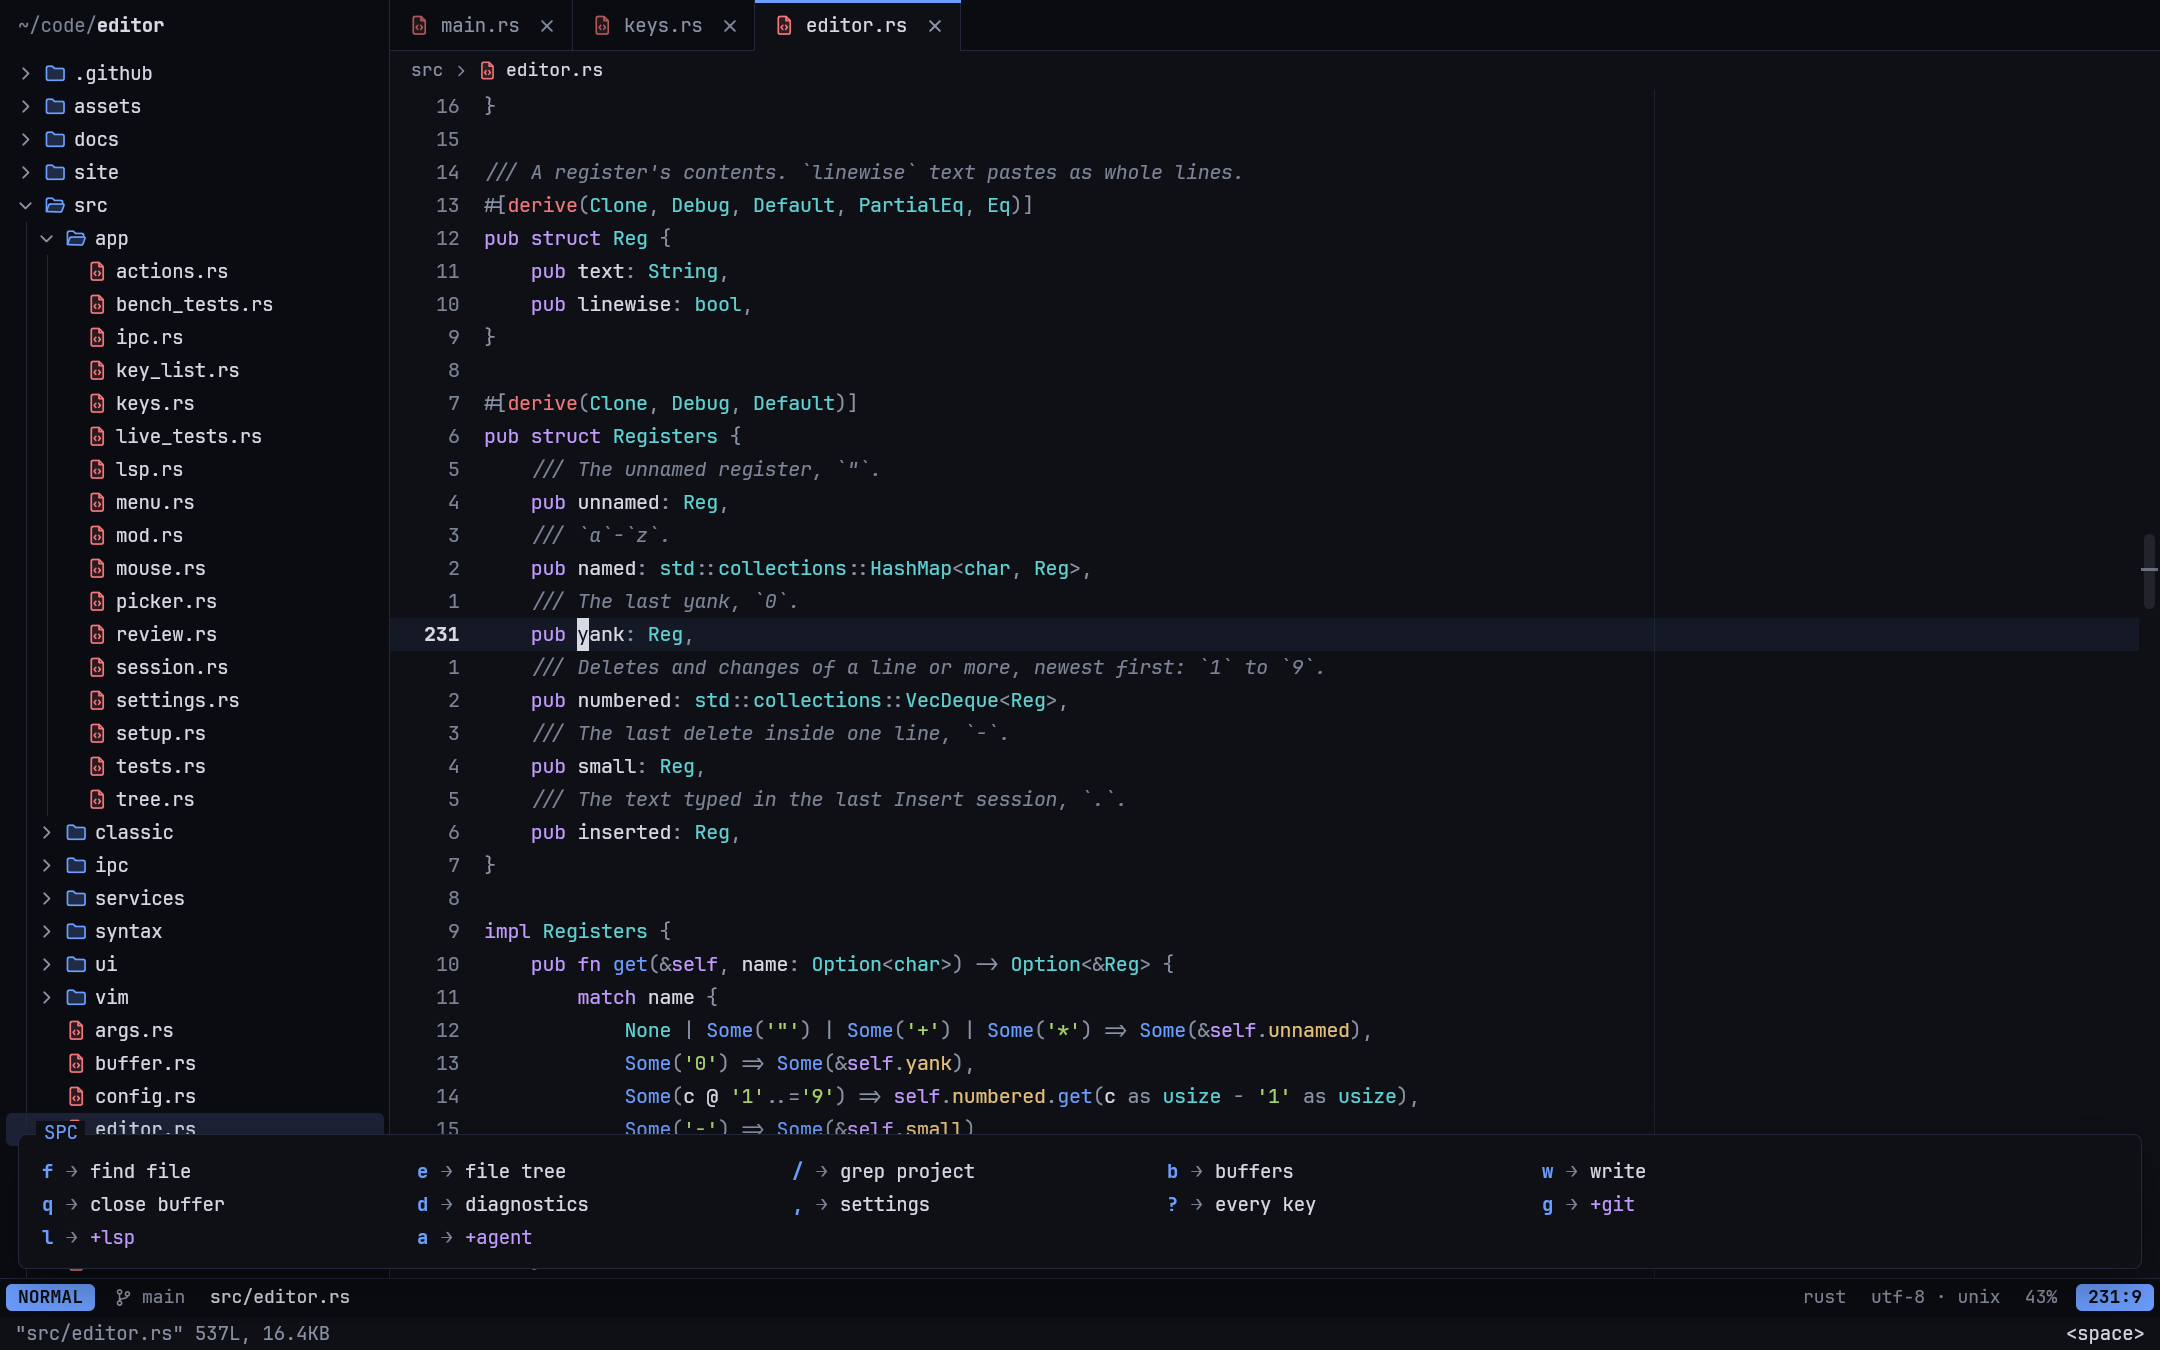 ~/code/editor
.github
assets
docs
site
src
app
actions.rs
bench_tests.rs
ipc.rs
key_list.rs
keys.rs
live_tests.rs
lsp.rs
menu.rs
mod.rs
mouse.rs
picker.rs
review.rs
session.rs
settings.rs
setup.rs
tests.rs
tree.rs
classic
ipc
services
syntax
ui
vim
args.rs
buffer.rs
config.rs
editor.rs
main.rs
keys.rs
editor.rs
src > editor.rs
16 }
15
14 /// A register's contents. `linewise` text pastes as whole lines.
13 #[derive(Clone, Debug, Default, PartialEq, Eq)]
12 pub struct Reg {
11     pub text: String,
10     pub linewise: bool,
9 }
8
7 #[derive(Clone, Debug, Default)]
6 pub struct Registers {
5     /// The unnamed register, `"`.
4     pub unnamed: Reg,
3     /// `a`-`z`.
2     pub named: std::collections::HashMap<char, Reg>,
1     /// The last yank, `0`.
231     pub yank: Reg,
1     /// Deletes and changes of a line or more, newest first: `1` to `9`.
2     pub numbered: std::collections::VecDeque<Reg>,
3     /// The last delete inside one line, `-`.
4     pub small: Reg,
5     /// The text typed in the last Insert session, `.`.
6     pub inserted: Reg,
7 }
8
9 impl Registers {
10     pub fn get(&self, name: Option<char>) -> Option<&Reg> {
11         match name {
12             None | Some('"') | Some('+') | Some('*') => Some(&self.unnamed),
13             Some('0') => Some(&self.yank),
14             Some(c @ '1'..='9') => self.numbered.get(c as usize - '1' as usize),
15             Some('-') => Some(&self.small)
SPC
f → find file
e → file tree
/ → grep project
b → buffers
w → write
q → close buffer
d → diagnostics
, → settings
? → every key
g → +git
l → +lsp
a → +agent
NORMAL main src/editor.rs rust utf-8 · unix 43% 231:9
"src/editor.rs" 537L, 16.4KB <space>